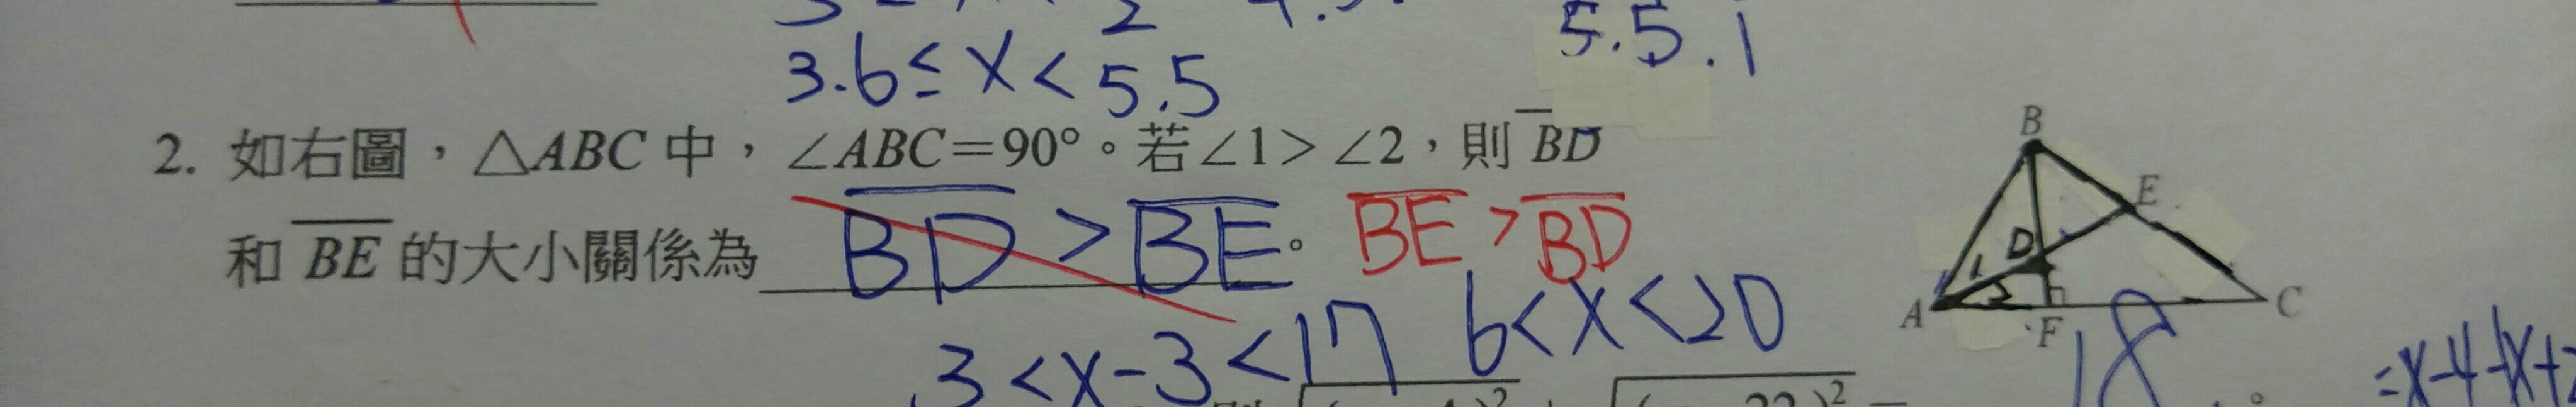 3.6 ≤ x < 5.5
5.5.1
2. 如右圖，△ABC 中，∠ABC=90°。若∠1> ∠2，則 BD
和 BE 的大小關係為 BD > BE。 BE > BD
3 < x-3 < 17 6 < x < 20
B
E
D
1
2
A
F
C
18